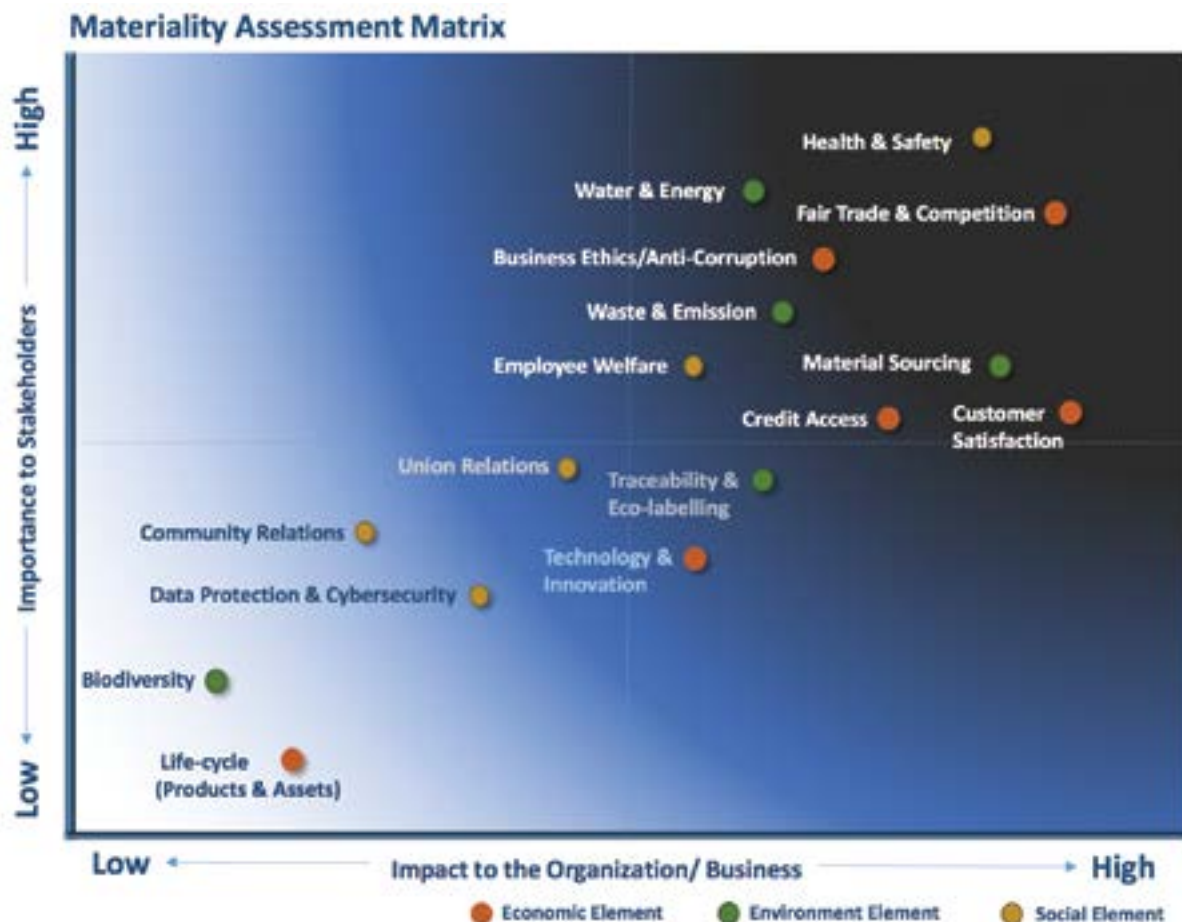 Materiality Assessment Matrix
High
Importance to Stakeholders
Low
Health & Safety
Water & Energy
Fair Trade & Competition
Business Ethics/Anti-Corruption
Waste & Emission
Employee Welfare
Material Sourcing
Credit Access
Customer
Satisfaction
Union Relations
Traceability &
Eco-labelling
Community Relations
Technology &
Innovation
Data Protection & Cybersecurity
Biodiversity
Life-cycle
(Products & Assets)
Low
Impact to the Organization/ Business
High
Economic Element
Environment Element
Social Element